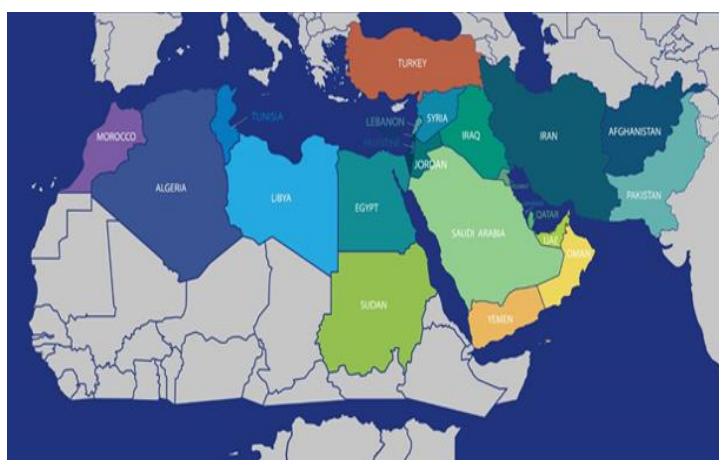 TURKEY
MOROCCO
TUNISIA
LEBANON
SYRIA
PALESTINE
IRAQ
IRAN
AFGHANISTAN
JORDAN
ALGERIA
LIBYA
EGYPT
PAKISTAN
SAUDI ARABIA
QATAR
UAE
OMAN
SUDAN
YEMEN